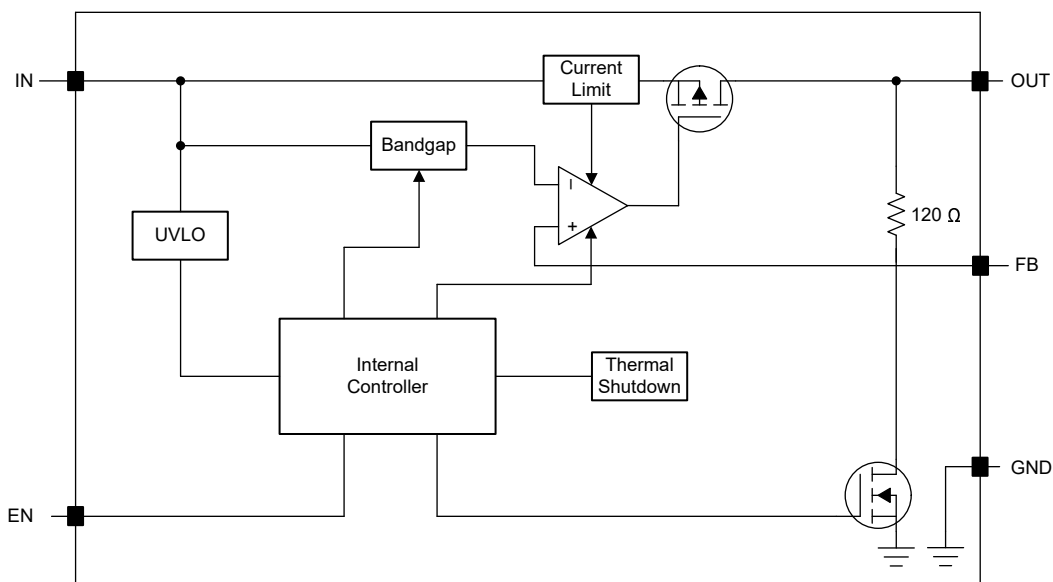 IN
Current
Limit
OUT
Bandgap
–
+
UVLO
120 Ω
FB
Internal
Controller
Thermal
Shutdown
GND
EN